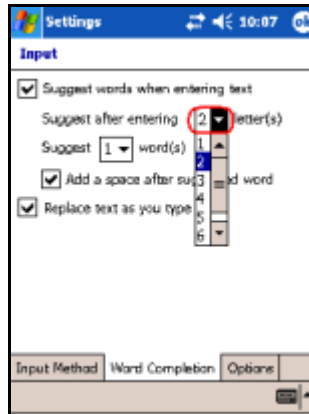 Settings 10:07 ok
Input
Suggest words when entering text
Suggest after entering 2 letter(s)
Suggest 1 word(s)
1
2
Add a space after sug 3 ed word
4
Replace text as you type
5
6
Input Method Word Completion Options